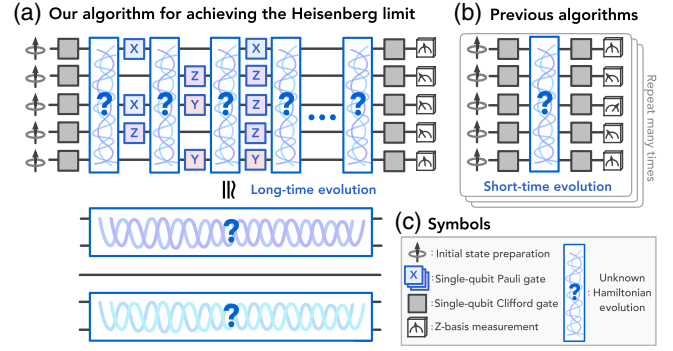 (a) Our algorithm for achieving the Heisenberg limit
X X
Z Z
? X ? Y ? Z ? ... ?
Z Z
Y Y
Long-time evolution
?
?
(b) Previous algorithms
?
Repeat many times
Short-time evolution
(c) Symbols
: Initial state preparation
X : Single-qubit Pauli gate
: Single-qubit Clifford gate
: Z-basis measurement
?
Unknown
: Hamiltonian
evolution